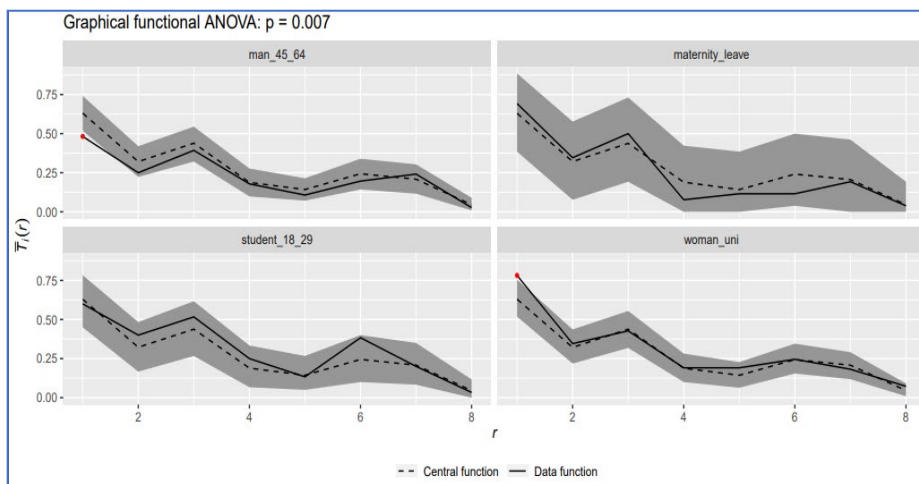 Graphical functional ANOVA: p = 0.007
man_45_64
maternity_leave
0.75
0.50
0.25
0.00
student_18_29
woman_uni
0.75
0.50
0.25
0.00
T̅ᵢ(r)
2 4 6 8 2 4 6 8
r
Central function Data function